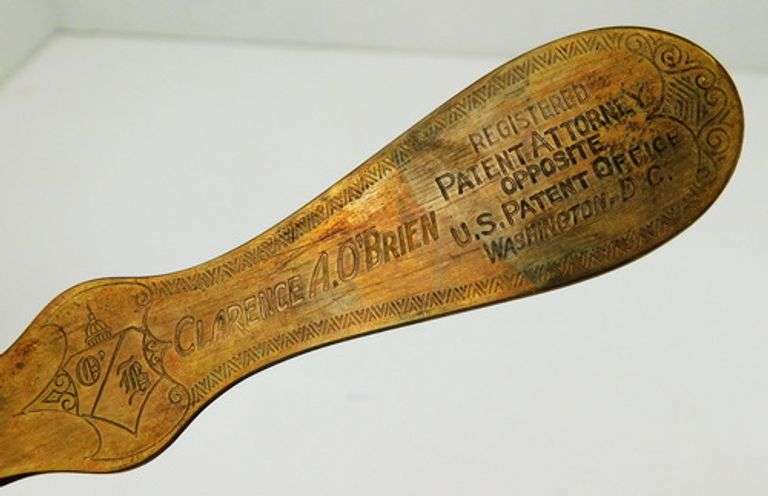 REGISTERED
PATENT ATTORNEY
OPPOSITE
U.S. PATENT OFFICE
WASHINGTON, D.C.
CLARENCE A. O'BRIEN
O' B